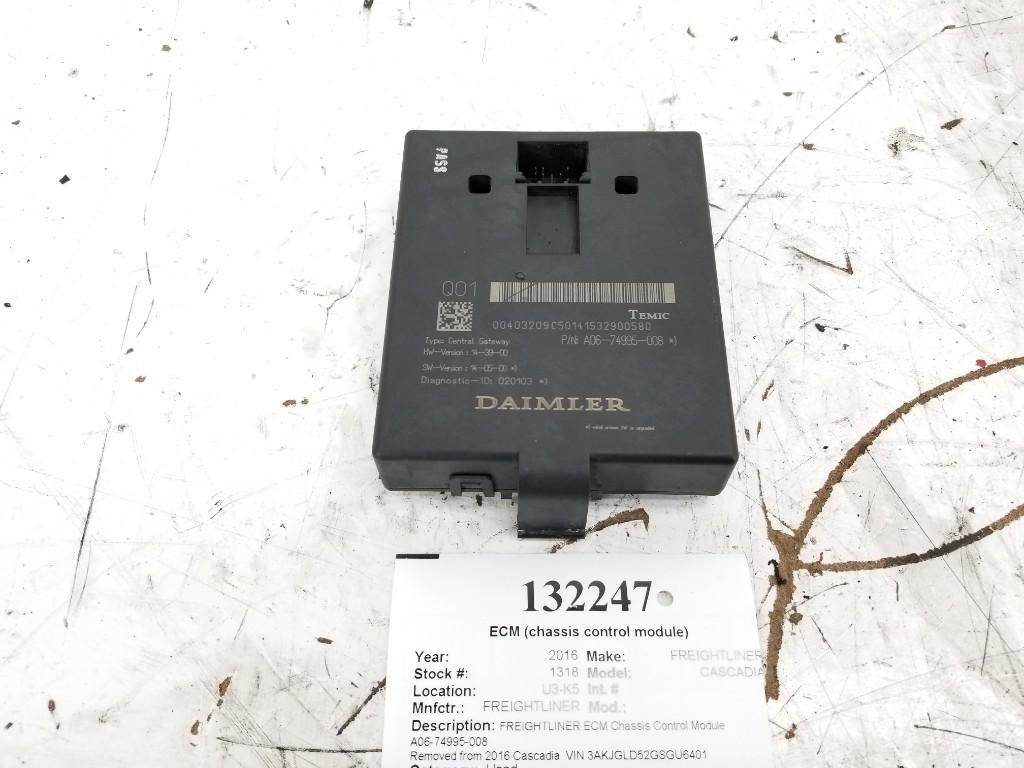 PASS
Q01
TEMIC
00403209C50141532900580
Type: Central Gateway P/N: A06-74995-008 *)
HW-Version: 14-39-00
SW-Version: 14-05-00 *)
Diagnostic-ID: 020103 *)
DAIMLER
132247
ECM (chassis control module)
Year: 2016 Make: FREIGHTLINER
Stock #: 1318 Model: CASCADIA
Location: U3-K5 Int. #
Mnfctr.: FREIGHTLINER Mod.:
Description: FREIGHTLINER ECM Chassis Control Module
A06-74995-008
Removed from 2016 Cascadia VIN 3AKJGLD52GSGU6401